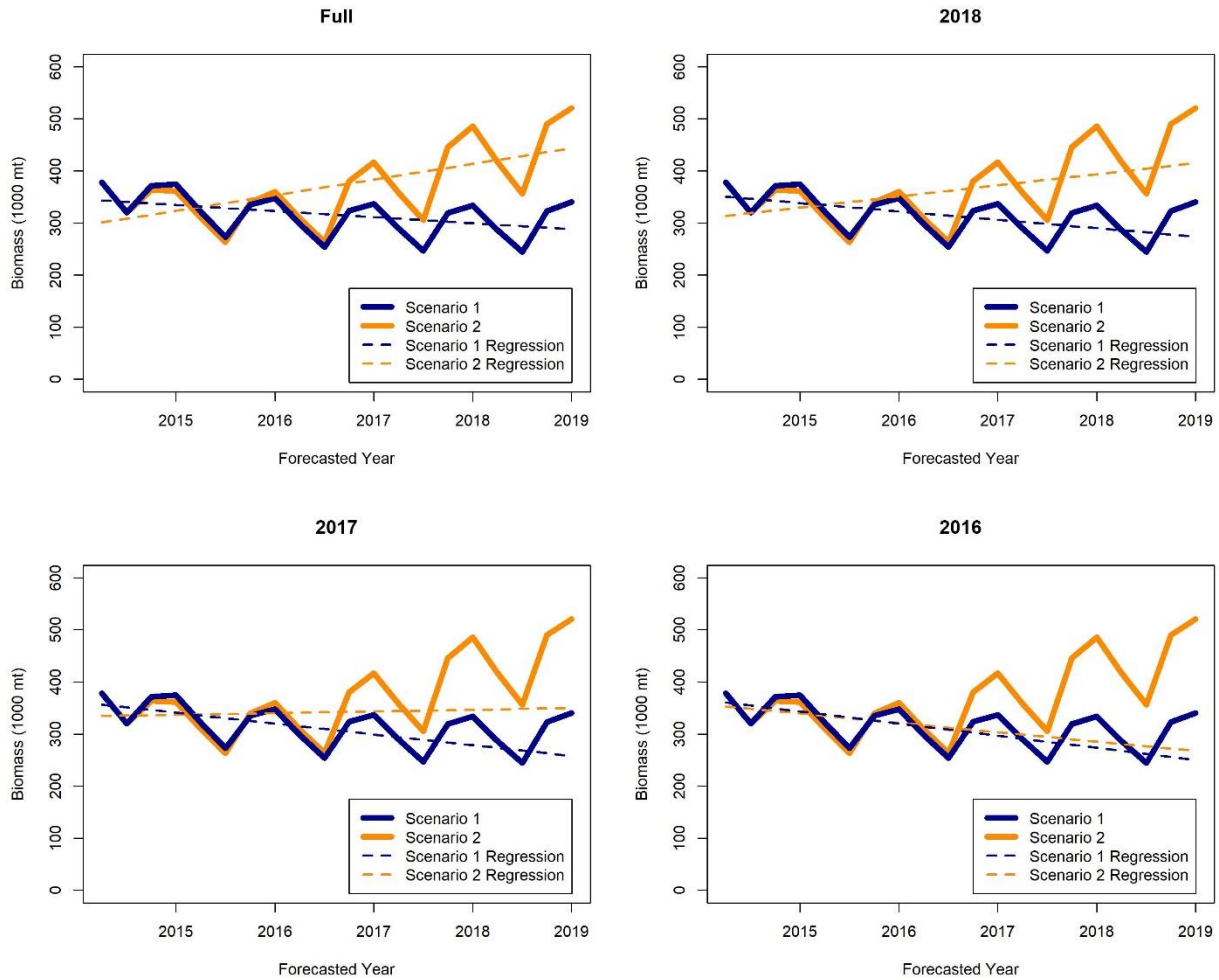 Full
Biomass (1000 mt)
600
500
400
300
200
100
0
Scenario 1
Scenario 2
Scenario 1 Regression
Scenario 2 Regression
2015 2016 2017 2018 2019
Forecasted Year
2018
Biomass (1000 mt)
600
500
400
300
200
100
0
Scenario 1
Scenario 2
Scenario 1 Regression
Scenario 2 Regression
2015 2016 2017 2018 2019
Forecasted Year
2017
Biomass (1000 mt)
600
500
400
300
200
100
0
Scenario 1
Scenario 2
Scenario 1 Regression
Scenario 2 Regression
2015 2016 2017 2018 2019
Forecasted Year
2016
Biomass (1000 mt)
600
500
400
300
200
100
0
Scenario 1
Scenario 2
Scenario 1 Regression
Scenario 2 Regression
2015 2016 2017 2018 2019
Forecasted Year